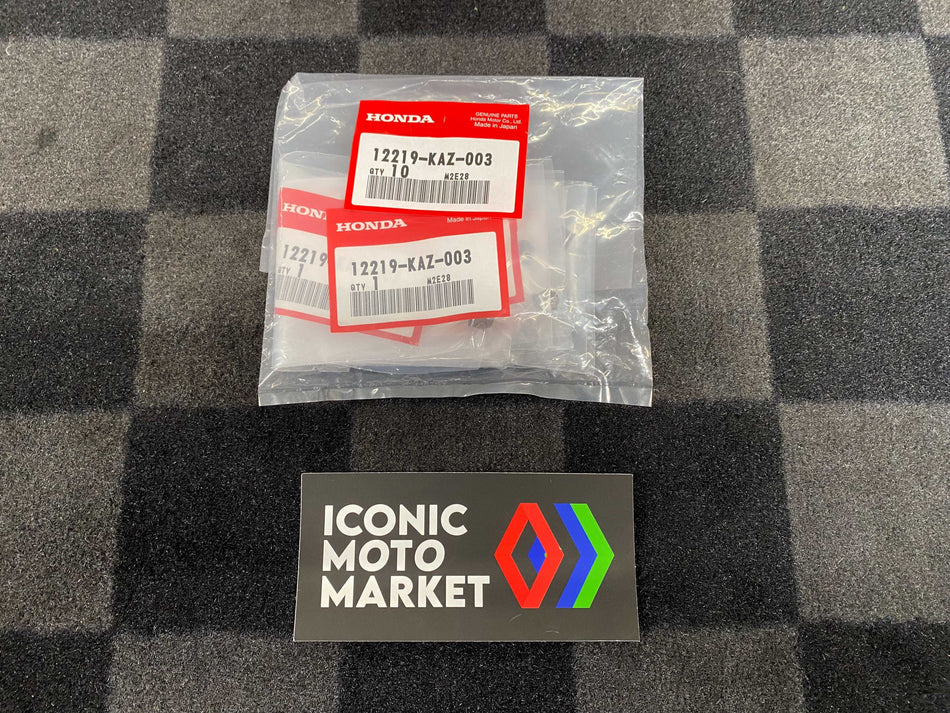 HONDA
GENUINE PARTS
Honda Motor Co., Ltd.
Made in Japan
12219-KAZ-003
QTY 10 M2E28
HON
12219
QTY 1
HONDA
Made in Japan
12219-KAZ-003
QTY 1 M2E28
ICONIC
MOTO
MARKET